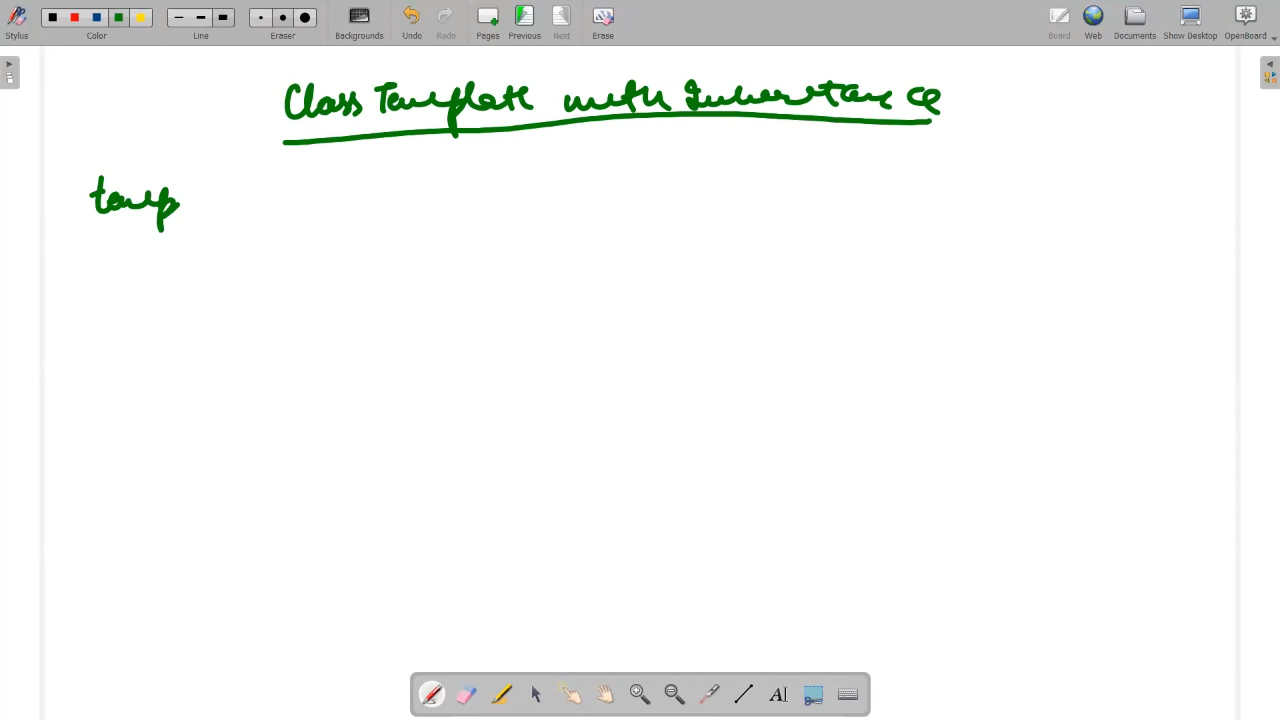 Stylus
Color
Line
Eraser
Backgrounds
Undo
Redo
Pages
Previous
Next
Erase
Board
Web
Documents
Show Desktop
OpenBoard
Class Template with Inheritance
temp